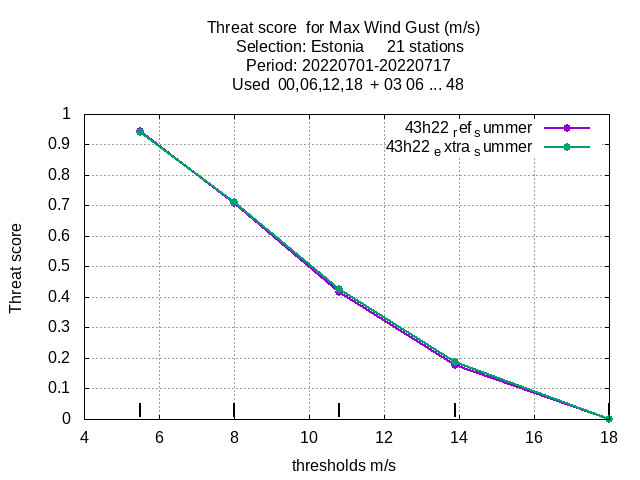 Threat score  for Max Wind Gust (m/s)
Selection: Estonia     21 stations
Period: 20220701-20220717
Used  00,06,12,18  + 03 06 ... 48
43h22 ref summer
43h22 extra summer
1
0.9
0.8
0.7
0.6
0.5
0.4
0.3
0.2
0.1
0
Threat score
4 6 8 10 12 14 16 18
thresholds m/s